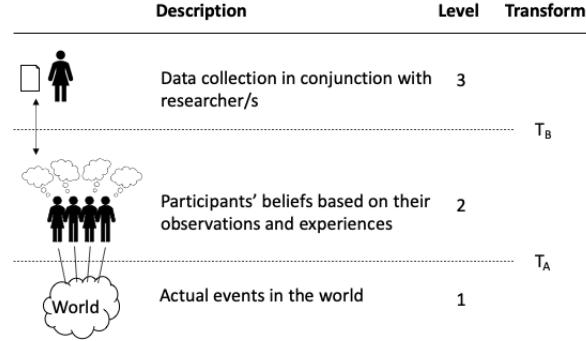 Description Level Transform
Data collection in conjunction with
researcher/s
3
T_B
Participants' beliefs based on their
observations and experiences
2
T_A
World
Actual events in the world
1